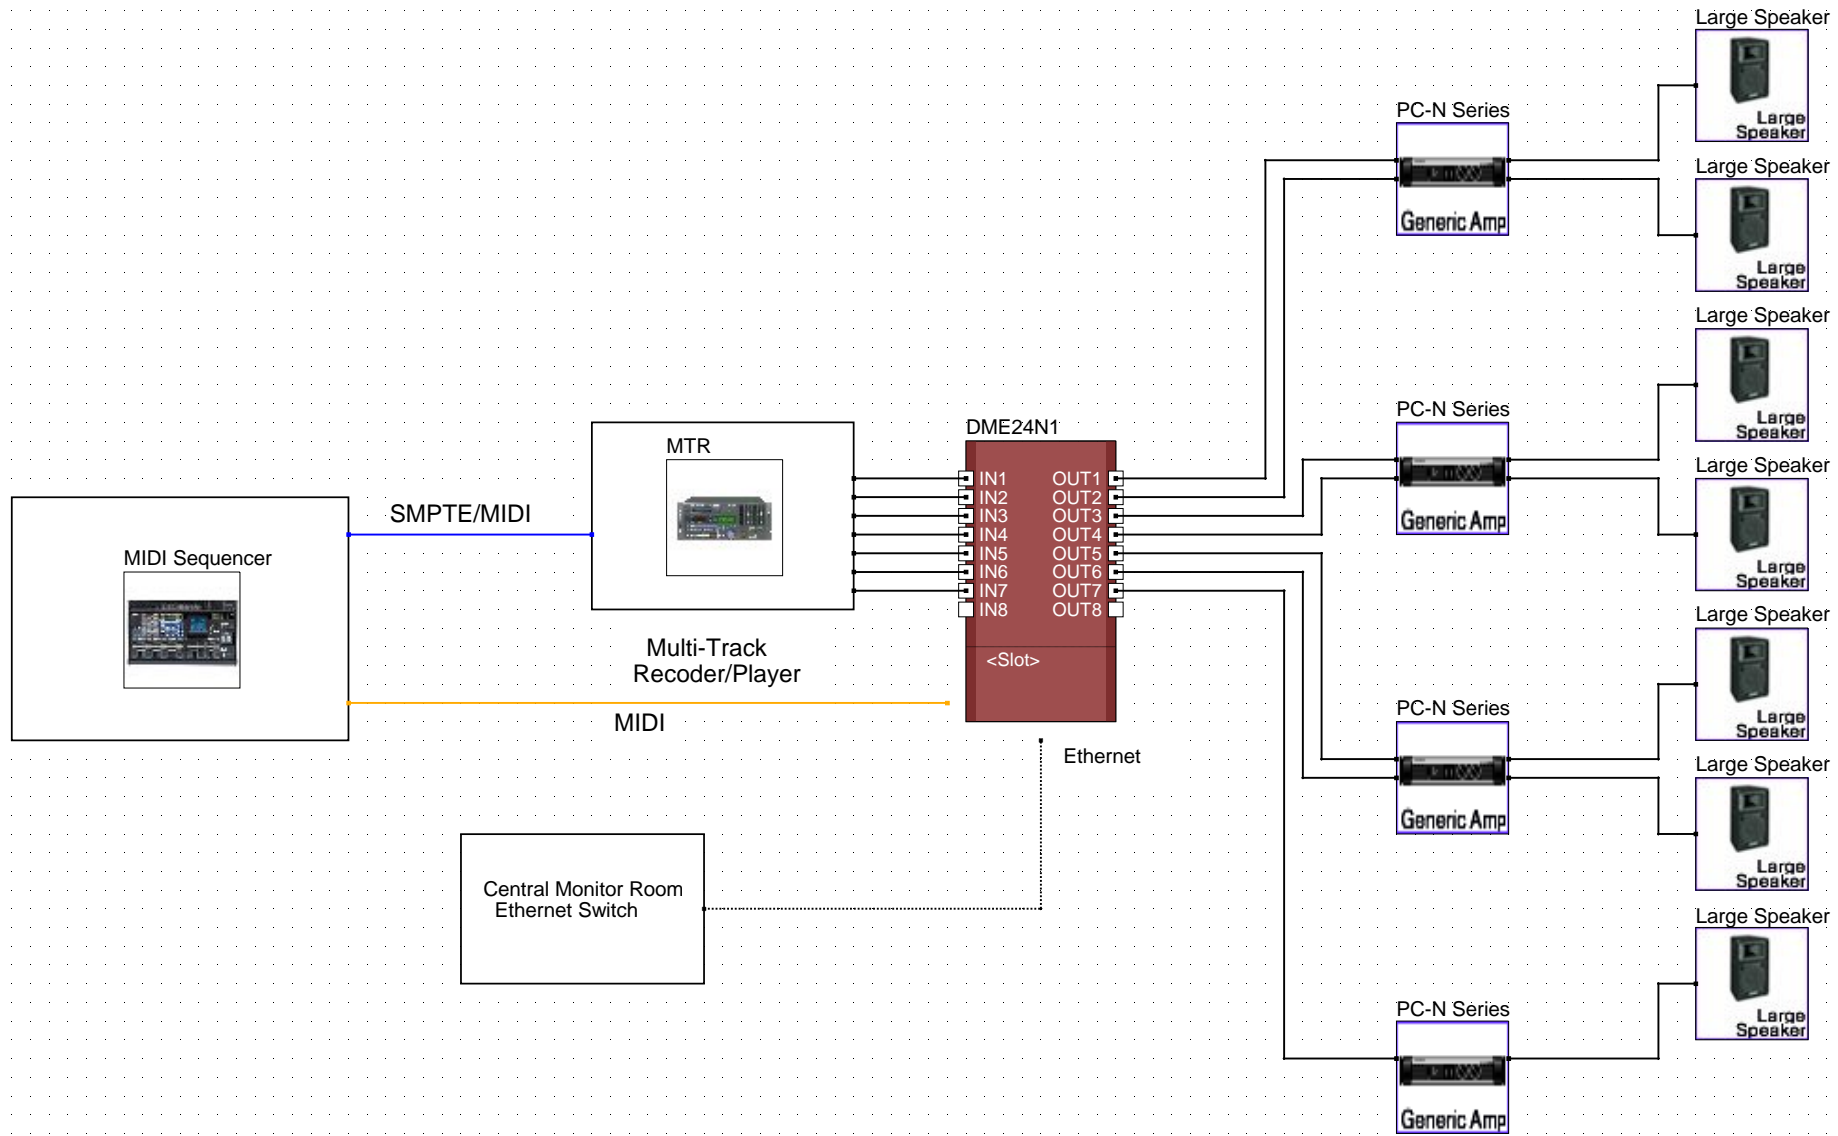 Large Speaker
Large
Speaker
PC-N Series
Generic Amp
Large Speaker
Large
Speaker
Large Speaker
Large
Speaker
PC-N Series
Generic Amp
Large Speaker
Large
Speaker
DME24N1
IN1 OUT1
IN2 OUT2
IN3 OUT3
IN4 OUT4
IN5 OUT5
IN6 OUT6
IN7 OUT7
IN8 OUT8
<Slot>
MTR
SMPTE/MIDI
MIDI Sequencer
Multi-Track
Recoder/Player
MIDI
Ethernet
Central Monitor Room
Ethernet Switch
Large Speaker
Large
Speaker
PC-N Series
Generic Amp
Large Speaker
Large
Speaker
Large Speaker
Large
Speaker
PC-N Series
Generic Amp